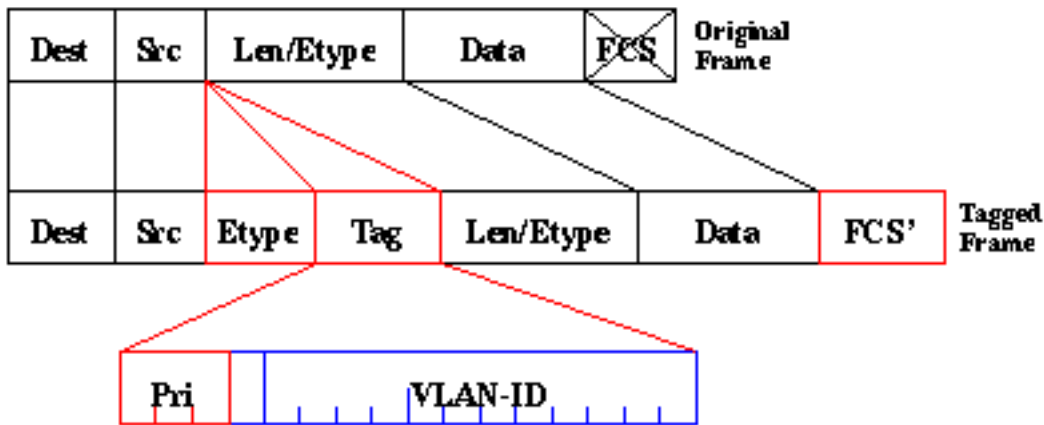 Dest Src Len/Etype Data FCS Original
Frame
Dest Src Etype Tag Len/Etype Data FCS’ Tagged
Frame
Pri VLAN-ID